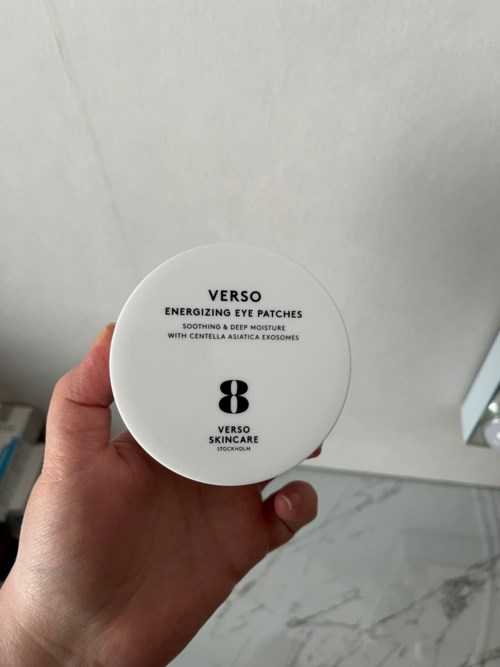 VERSO
ENERGIZING EYE PATCHES
SOOTHING & DEEP MOISTURE
WITH CENTELLA ASIATICA EXOSOMES
8
VERSO
SKINCARE
STOCKHOLM